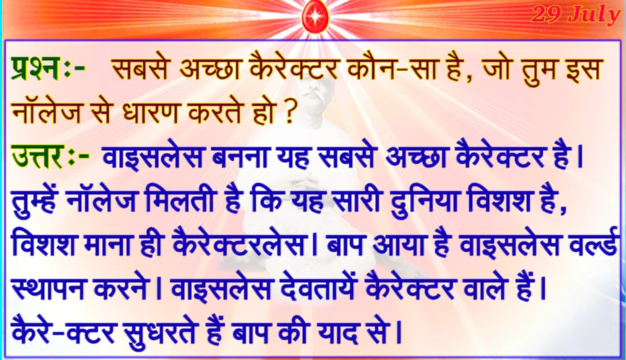 29 July
प्रश्नः- सबसे अच्छा कैरेक्टर कौन-सा है, जो तुम इस
नॉलेज से धारण करते हो ?
उत्तरः- वाइसलेस बनना यह सबसे अच्छा कैरेक्टर है।
तुम्हें नॉलेज मिलती है कि यह सारी दुनिया विशश है,
विशश माना ही कैरेक्टरलेस। बाप आया है वाइसलेस वर्ल्ड
स्थापन करने। वाइसलेस देवतायें कैरेक्टर वाले हैं।
कैरे-क्टर सुधरते हैं बाप की याद से।